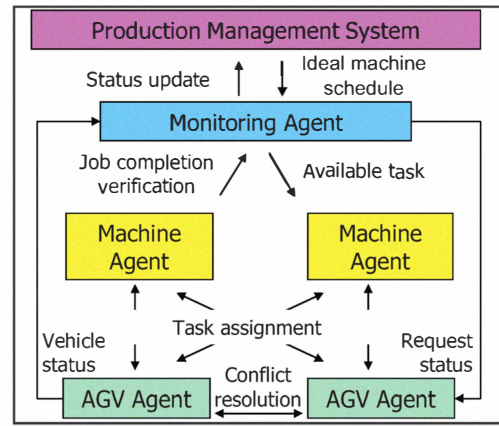 Production Management System
Status update
Ideal machine
schedule
Monitoring Agent
Job completion
verification
Available task
Machine
Agent
Machine
Agent
Task assignment
Vehicle
status
Request
status
Conflict
resolution
AGV Agent
AGV Agent